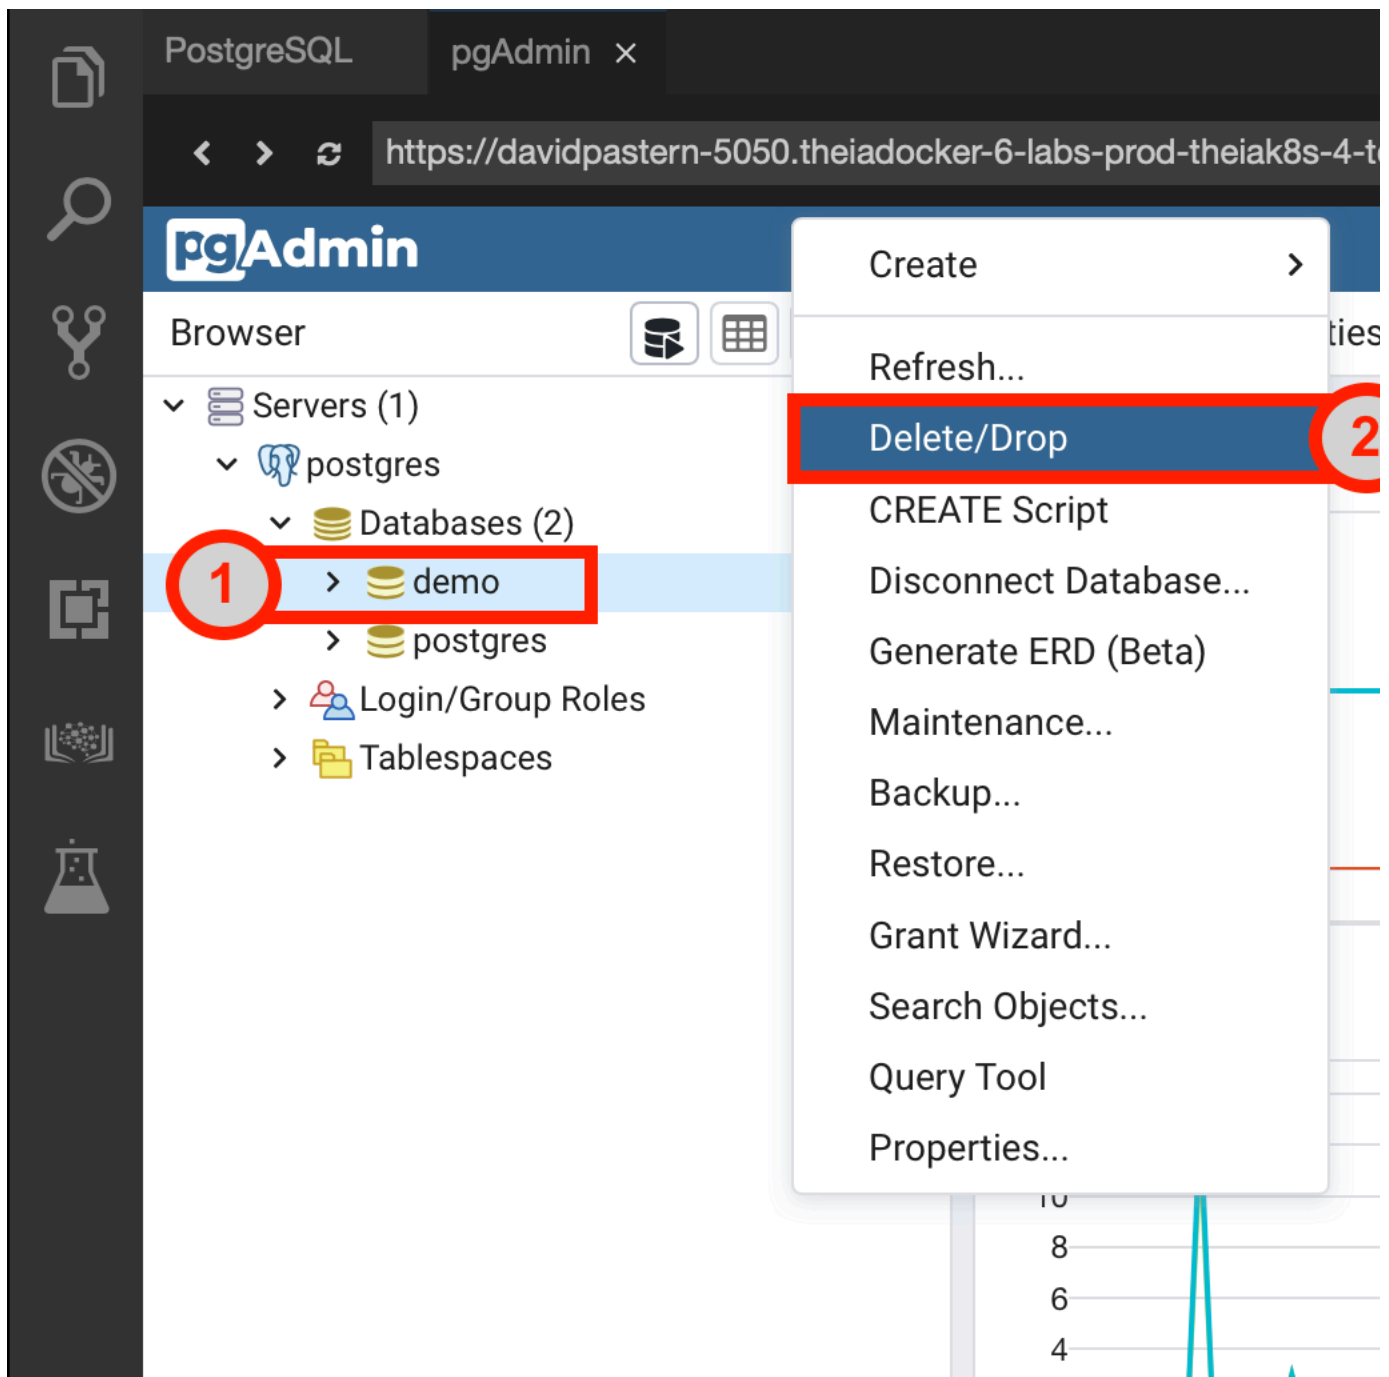 PostgreSQL
pgAdmin
https://davidpastern-5050.theiadocker-6-labs-prod-theiak8s-4-t
pgAdmin
Browser
Servers (1)
postgres
Databases (2)
1
demo
postgres
Login/Group Roles
Tablespaces
Create
Refresh...
Delete/Drop
2
CREATE Script
Disconnect Database...
Generate ERD (Beta)
Maintenance...
Backup...
Restore...
Grant Wizard...
Search Objects...
Query Tool
Properties...
ties
10
8
6
4